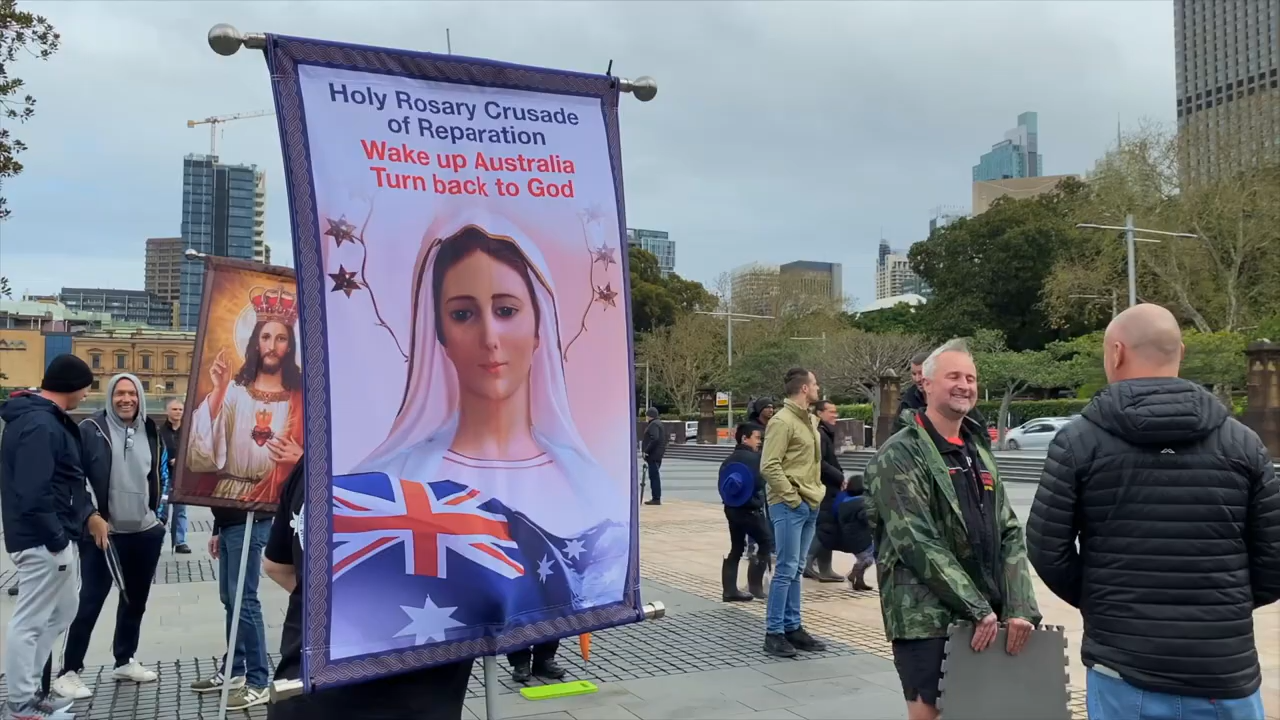 Holy Rosary Crusade
of Reparation
Wake up Australia
Turn back to God